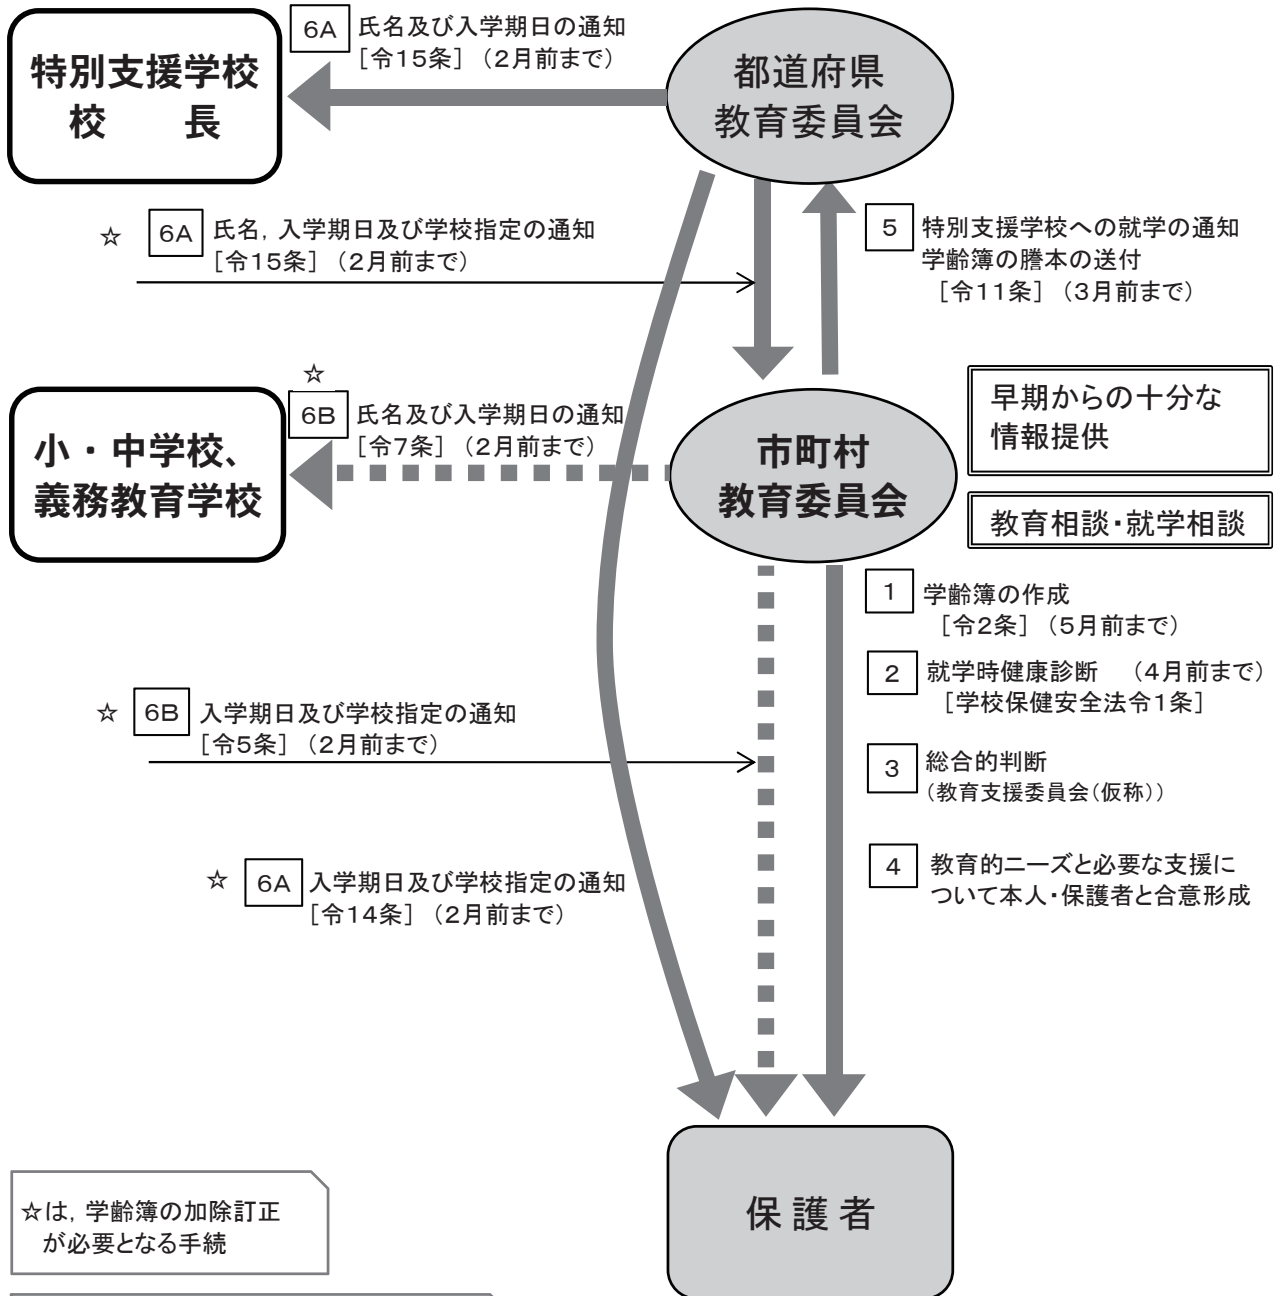 6A 氏名及び入学期日の通知
[令15条](2月前まで)
特別支援学校
校　　長
都道府県
教育委員会
☆ 6A 氏名，入学期日及び学校指定の通知
[令15条](2月前まで)
5 特別支援学校への就学の通知
学齢簿の謄本の送付
[令11条](3月前まで)
☆
6B 氏名及び入学期日の通知
[令7条](2月前まで)
小・中学校、
義務教育学校
市町村
教育委員会
早期からの十分な
情報提供
教育相談・就学相談
1 学齢簿の作成
[令2条](5月前まで)
2 就学時健康診断　(4月前まで)
[学校保健安全法令1条]
☆ 6B 入学期日及び学校指定の通知
[令5条](2月前まで)
3 総合的判断
(教育支援委員会(仮称))
4 教育的ニーズと必要な支援に
ついて本人・保護者と合意形成
☆ 6A 入学期日及び学校指定の通知
[令14条](2月前まで)
保護者
☆は，学齢簿の加除訂正
が必要となる手続